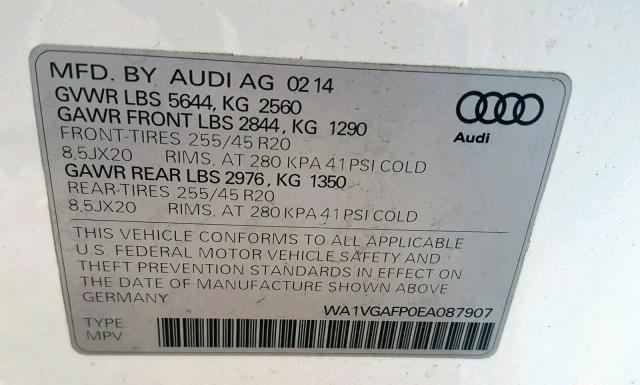 MFD. BY AUDI AG 02 14
GVWR LBS 5644, KG 2560
GAWR FRONT LBS 2844, KG 1290
FRONT-TIRES 255/45 R20
8,5JX20 RIMS, AT 280 KPA 41 PSI COLD
GAWR REAR LBS 2976, KG 1350
REAR-TIRES 255/45 R20
8,5JX20 RIMS, AT 280 KPA 41 PSI COLD
Audi
THIS VEHICLE CONFORMS TO ALL APPLICABLE
U.S. FEDERAL MOTOR VEHICLE SAFETY AND
THEFT PREVENTION STANDARDS IN EFFECT ON
THE DATE OF MANUFACTURE SHOWN ABOVE
GERMANY
WA1VGAFP0EA087907
TYPE:
MPV